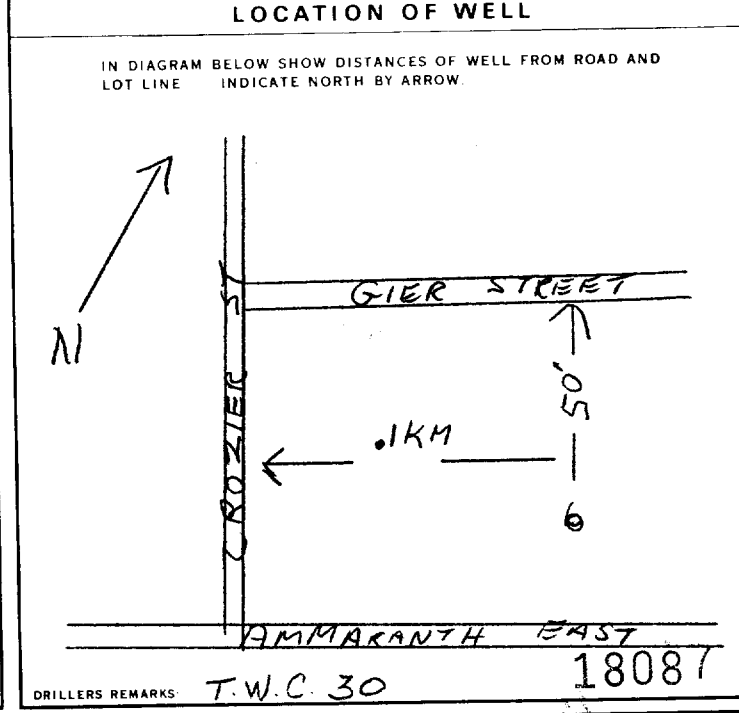 LOCATION OF WELL
IN DIAGRAM BELOW SHOW DISTANCES OF WELL FROM ROAD AND
LOT LINE INDICATE NORTH BY ARROW.
N
CROZIER ST
GIER STREET
50'
.1KM
AMMARANTH EAST
DRILLERS REMARKS: T.W.C. 30
18087